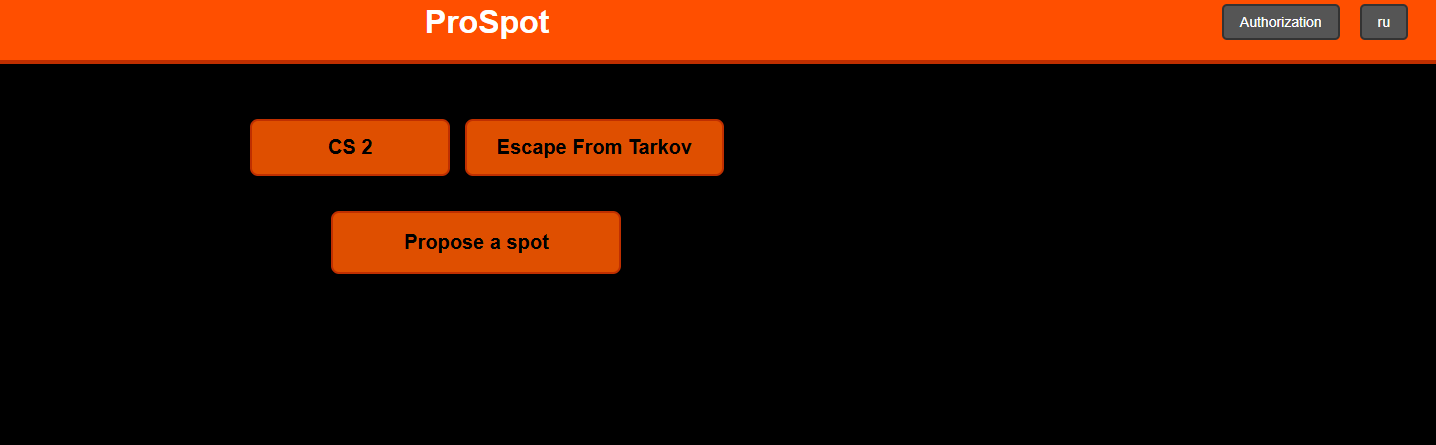 ProSpot
Authorization
ru
CS 2
Escape From Tarkov
Propose a spot